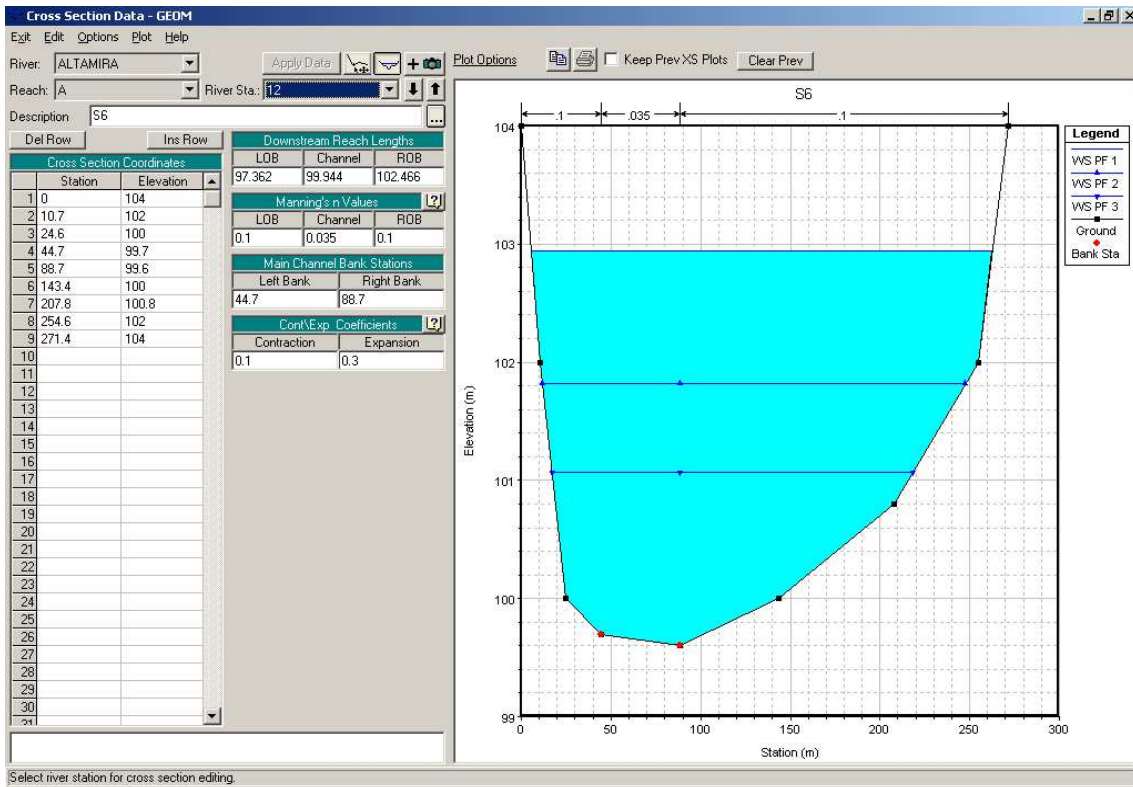 Cross Section Data - GEOM
Exit Edit Options Plot Help
River: ALTAMIRA
Apply Data
Plot Options
Keep Prev XS Plots
Clear Prev
Reach: A
River Sta.: 12
Description S6
...
Del Row Ins Row
Cross Section Coordinates
Station Elevation
1 0 104
2 10.7 102
3 24.6 100
4 44.7 99.7
5 88.7 99.6
6 143.4 100
7 207.8 100.8
8 254.6 102
9 271.4 104
10
11
12
13
14
15
16
17
18
19
20
21
22
23
24
25
26
27
28
29
30
31
Downstream Reach Lengths
LOB Channel ROB
97.362 99.944 102.466
Manning's n Values
LOB Channel ROB
0.1 0.035 0.1
Main Channel Bank Stations
Left Bank Right Bank
44.7 88.7
Cont\Exp Coefficients
Contraction Expansion
0.1 0.3
S6
.1 .035 .1
104
103
102
101
100
99
Elevation (m)
0 50 100 150 200 250 300
Station (m)
Legend
WS PF 1
WS PF 2
WS PF 3
Ground
Bank Sta
Select river station for cross section editing.